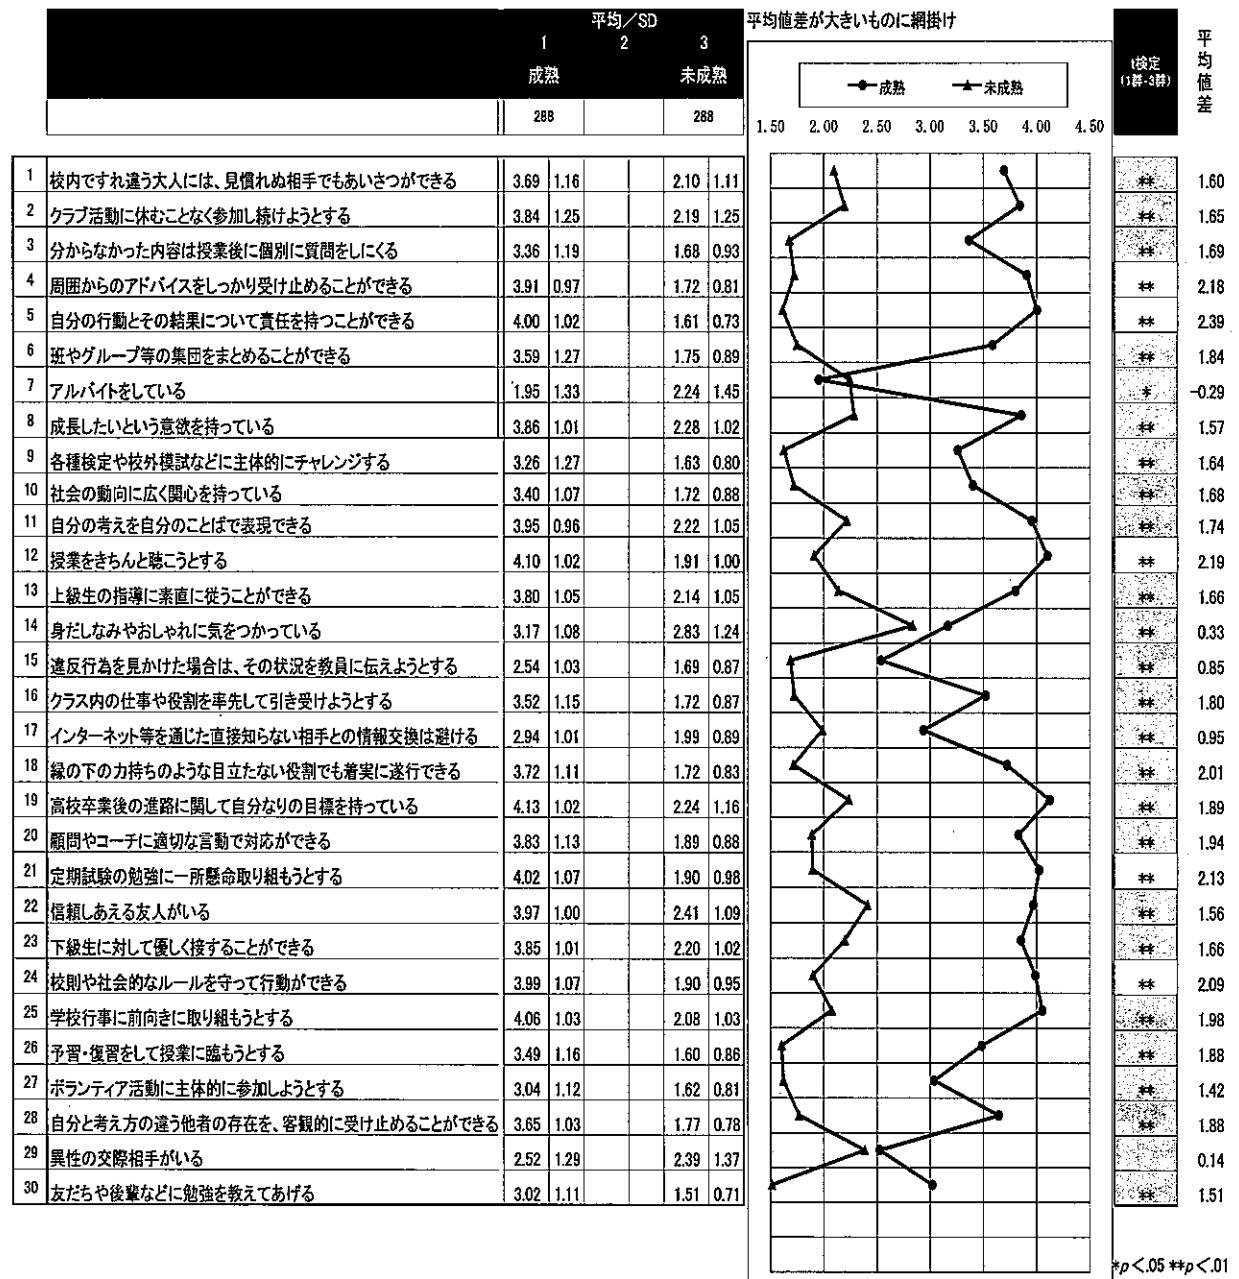 平均／SD
平均値差が大きいものに網掛け
1 2 3
成熟 未成熟
288 288
成熟 未成熟
1.50 2.00 2.50 3.00 3.50 4.00 4.50
t検定
(1群-3群)
平均値差
1 校内ですれ違う大人には、見慣れぬ相手でもあいさつができる 3.69 1.16 2.10 1.11 ** 1.60
2 クラブ活動に休むことなく参加し続けようとする 3.84 1.25 2.19 1.25 ** 1.65
3 分からなかった内容は授業後に個別に質問をしにくる 3.36 1.19 1.68 0.93 ** 1.69
4 周囲からのアドバイスをしっかり受け止めることができる 3.91 0.97 1.72 0.81 ** 2.18
5 自分の行動とその結果について責任を持つことができる 4.00 1.02 1.61 0.73 ** 2.39
6 班やグループ等の集団をまとめることができる 3.59 1.27 1.75 0.89 ** 1.84
7 アルバイトをしている 1.95 1.33 2.24 1.45 * -0.29
8 成長したいという意欲を持っている 3.86 1.01 2.28 1.02 ** 1.57
9 各種検定や校外模試などに主体的にチャレンジする 3.26 1.27 1.63 0.80 ** 1.64
10 社会の動向に広く関心を持っている 3.40 1.07 1.72 0.88 ** 1.68
11 自分の考えを自分のことばで表現できる 3.95 0.96 2.22 1.05 ** 1.74
12 授業をきちんと聴こうとする 4.10 1.02 1.91 1.00 ** 2.19
13 上級生の指導に素直に従うことができる 3.80 1.05 2.14 1.05 ** 1.66
14 身だしなみやおしゃれに気をつかっている 3.17 1.08 2.83 1.24 ** 0.33
15 違反行為を見かけた場合は、その状況を教員に伝えようとする 2.54 1.03 1.69 0.87 ** 0.85
16 クラス内の仕事や役割を率先して引き受けようとする 3.52 1.15 1.72 0.87 ** 1.80
17 インターネット等を通じた直接知らない相手との情報交換は避ける 2.94 1.01 1.99 0.89 ** 0.95
18 縁の下の力持ちのような目立たない役割でも着実に遂行できる 3.72 1.11 1.72 0.83 ** 2.01
19 高校卒業後の進路に関して自分なりの目標を持っている 4.13 1.02 2.24 1.16 ** 1.89
20 顧問やコーチに適切な言動で対応ができる 3.83 1.13 1.89 0.88 ** 1.94
21 定期試験の勉強に一所懸命取り組もうとする 4.02 1.07 1.90 0.98 ** 2.13
22 信頼しあえる友人がいる 3.97 1.00 2.41 1.09 ** 1.56
23 下級生に対して優しく接することができる 3.85 1.01 2.20 1.02 ** 1.66
24 校則や社会的なルールを守って行動ができる 3.99 1.07 1.90 0.95 ** 2.09
25 学校行事に前向きに取り組もうとする 4.06 1.03 2.08 1.03 ** 1.98
26 予習・復習をして授業に臨もうとする 3.49 1.16 1.60 0.86 ** 1.88
27 ボランティア活動に主体的に参加しようとする 3.04 1.12 1.62 0.81 ** 1.42
28 自分と考え方の違う他者の存在を、客観的に受け止めることができる 3.65 1.03 1.77 0.78 ** 1.88
29 異性の交際相手がいる 2.52 1.29 2.39 1.37 0.14
30 友だちや後輩などに勉強を教えてあげる 3.02 1.11 1.51 0.71 ** 1.51
*p<.05 **p<.01